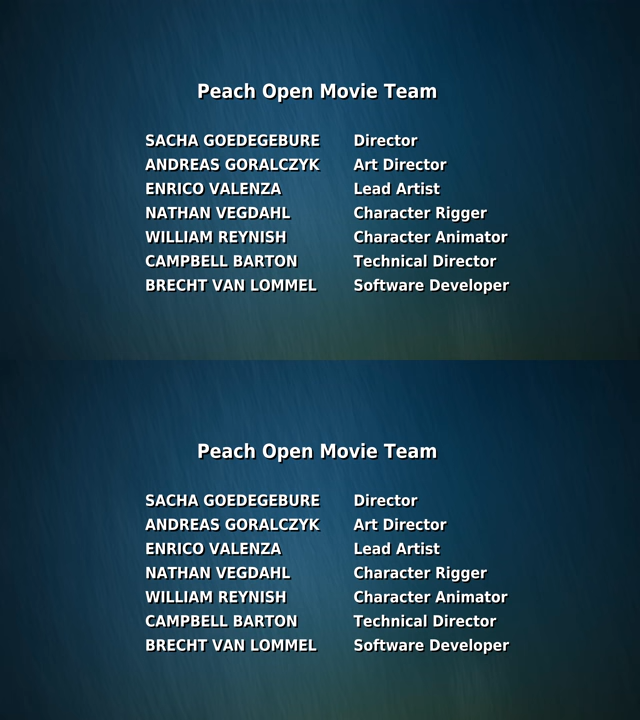 Peach Open Movie Team
SACHA GOEDEGEBURE Director
ANDREAS GORALCZYK Art Director
ENRICO VALENZA Lead Artist
NATHAN VEGDAHL Character Rigger
WILLIAM REYNISH Character Animator
CAMPBELL BARTON Technical Director
BRECHT VAN LOMMEL Software Developer
Peach Open Movie Team
SACHA GOEDEGEBURE Director
ANDREAS GORALCZYK Art Director
ENRICO VALENZA Lead Artist
NATHAN VEGDAHL Character Rigger
WILLIAM REYNISH Character Animator
CAMPBELL BARTON Technical Director
BRECHT VAN LOMMEL Software Developer